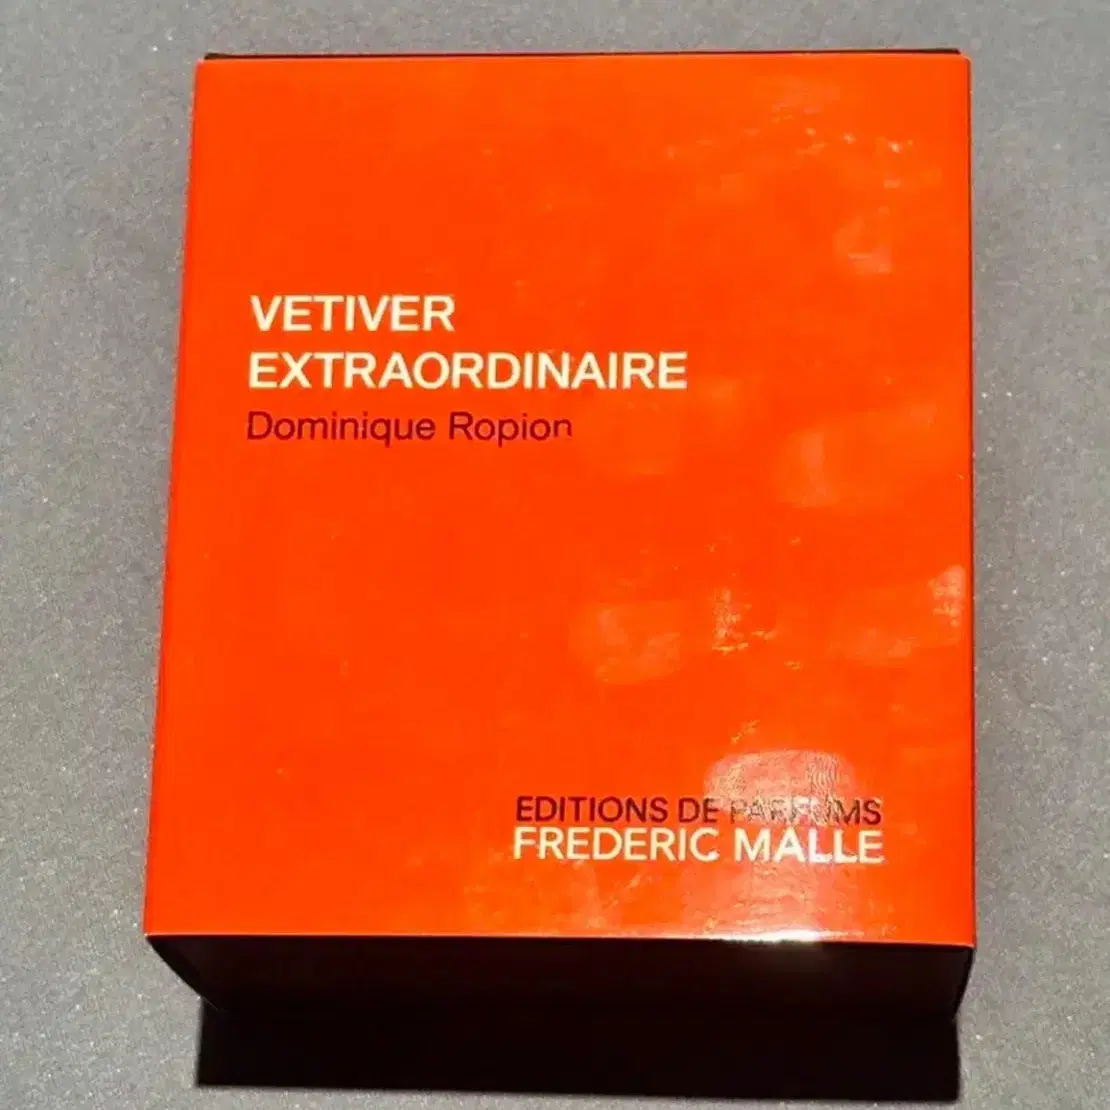 VETIVER
EXTRAORDINAIRE
Dominique Ropion
EDITIONS DE PARFUMS
FREDERIC MALLE